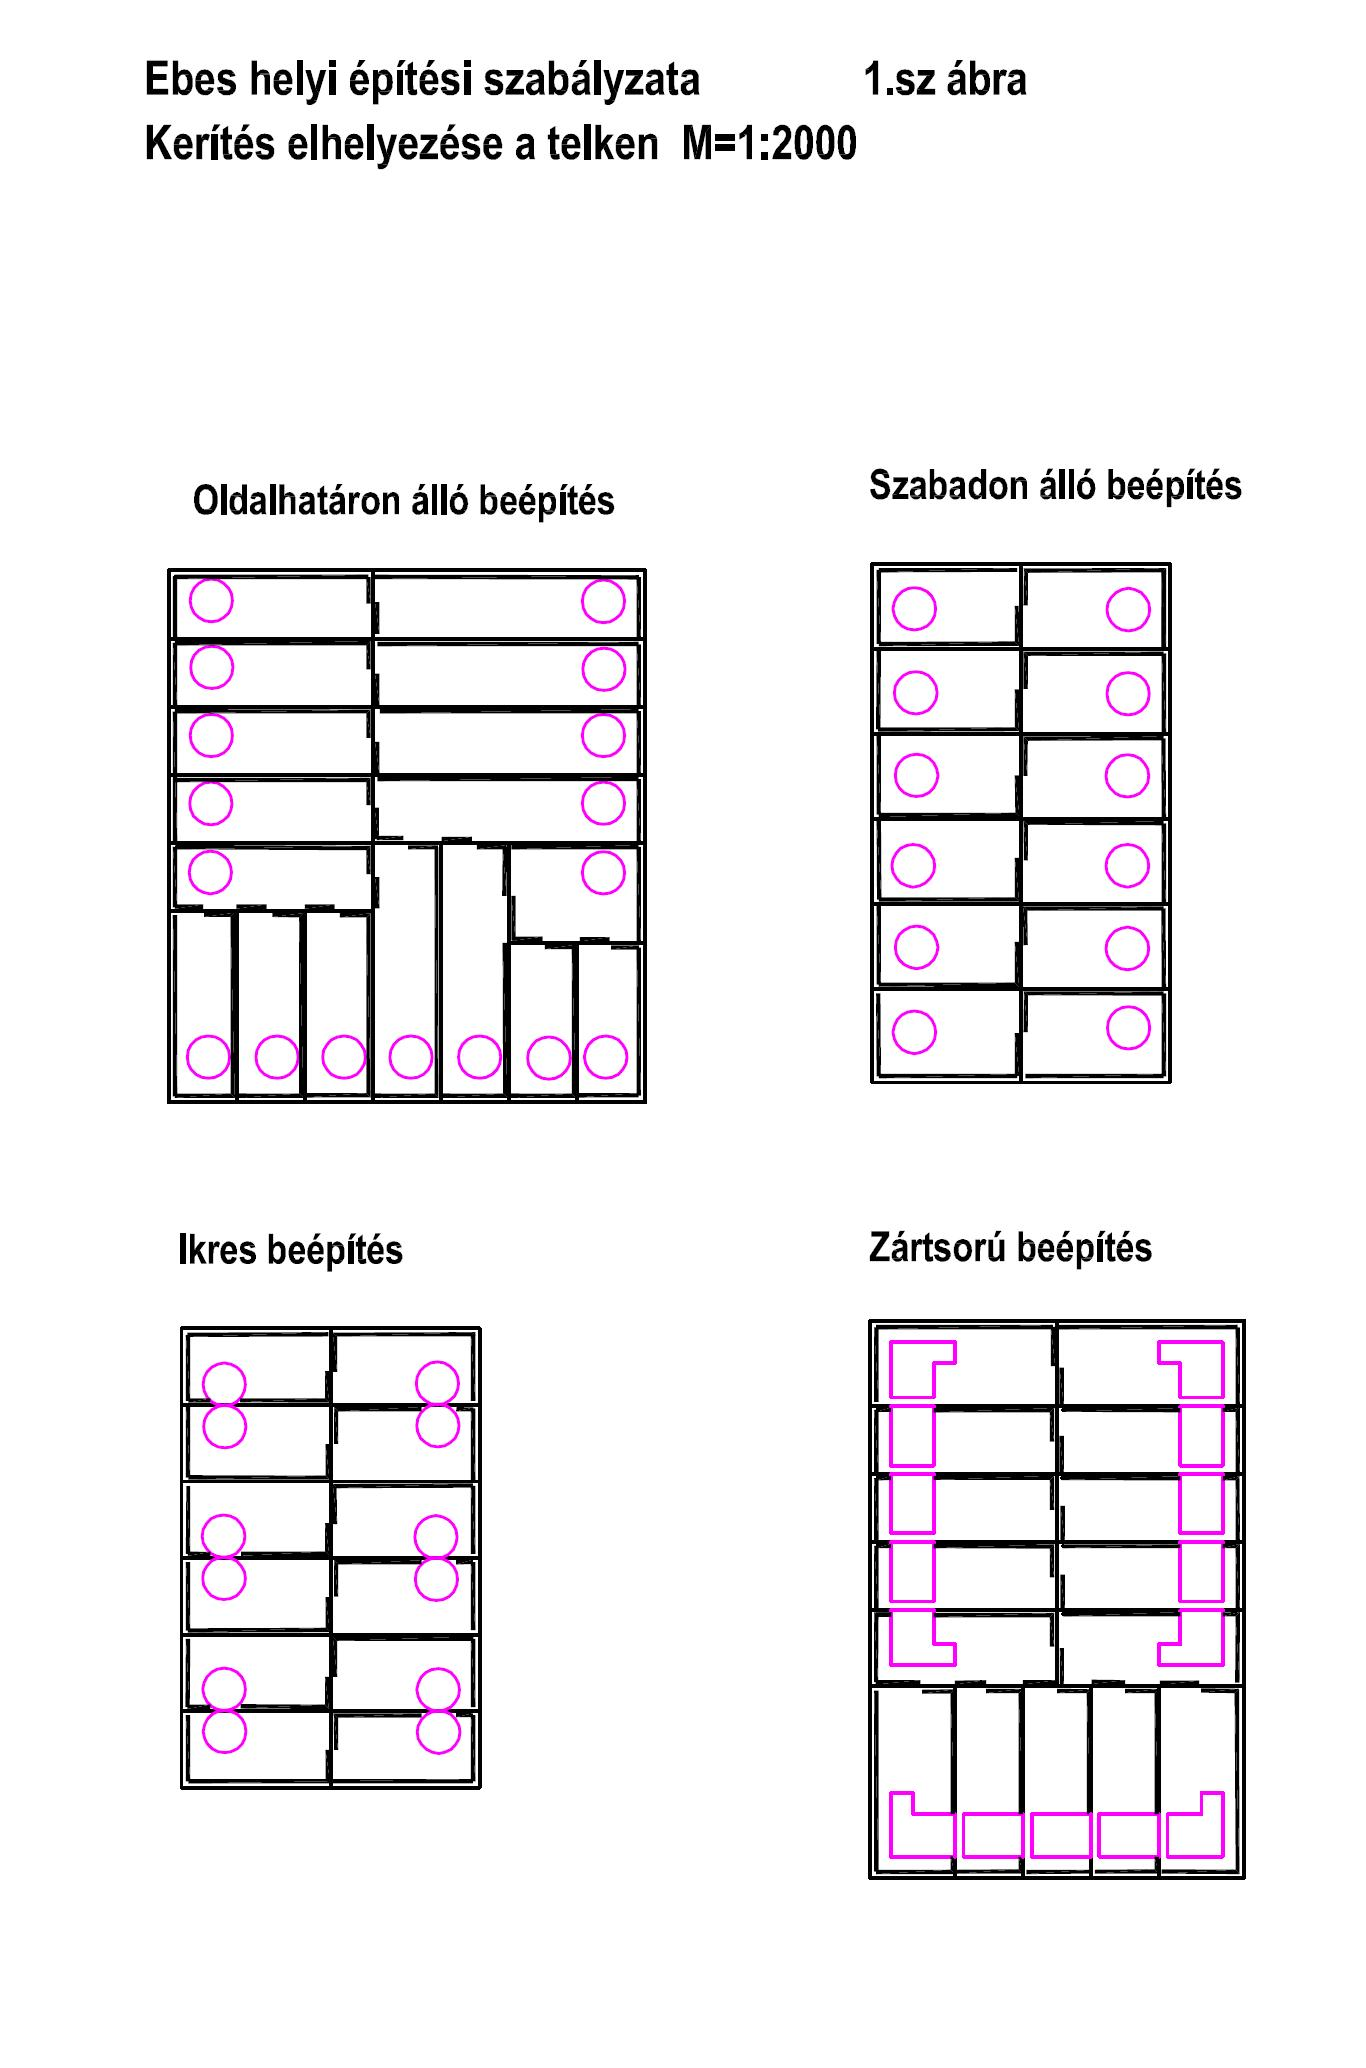 Ebes helyi építési szabályzata 1.sz ábra
Kerítés elhelyezése a telken M=1:2000
Oldalhatáron álló beépítés
Szabadon álló beépítés
Ikres beépítés
Zártsorú beépítés